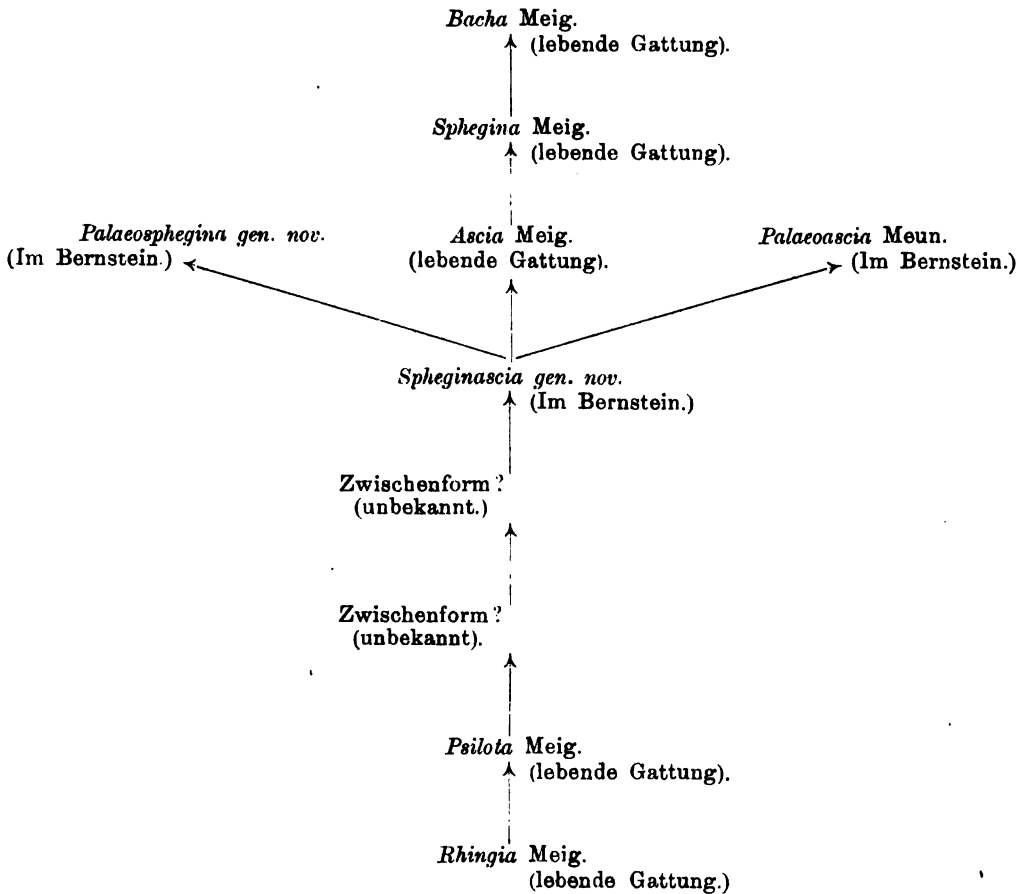 Bacha Meig.
(lebende Gattung).
Sphegina Meig.
(lebende Gattung).
Palaeosphegina gen. nov.
(Im Bernstein.)
Ascia Meig.
(lebende Gattung).
Palaeoascia Meun.
(Im Bernstein.)
Spheginascia gen. nov.
(Im Bernstein.)
Zwischenform?
(unbekannt.)
Zwischenform?
(unbekannt).
Psilota Meig.
(lebende Gattung).
Rhingia Meig.
(lebende Gattung.)